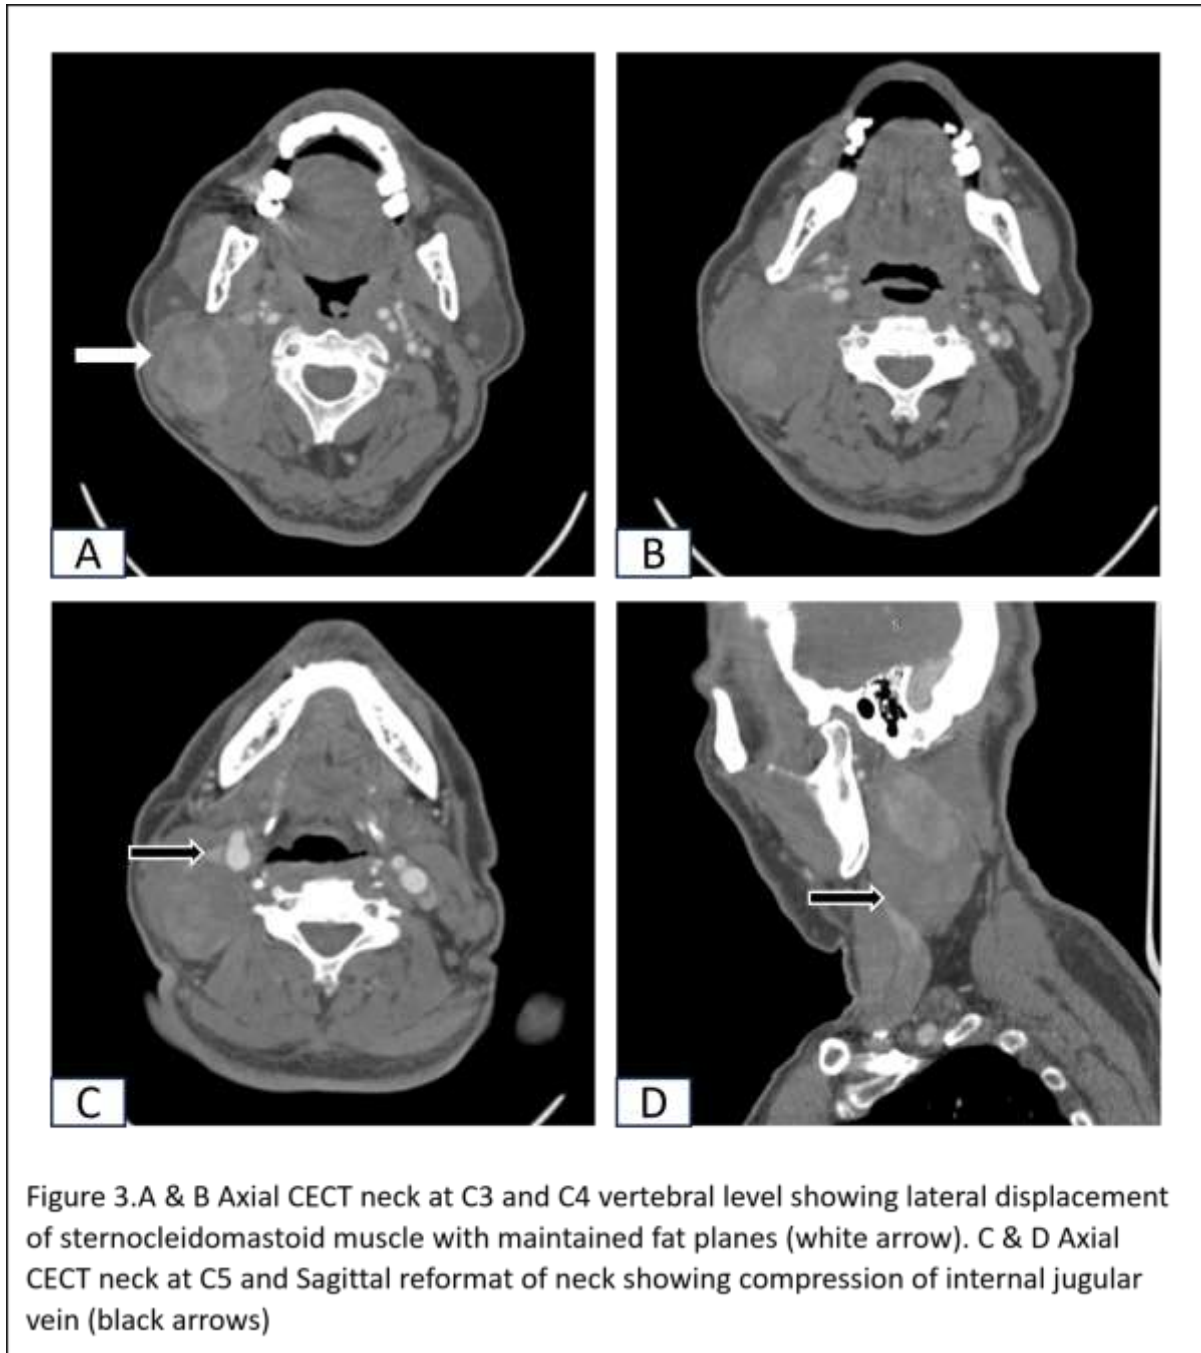 A
B
C
D
Figure 3.A & B Axial CECT neck at C3 and C4 vertebral level showing lateral displacement
of sternocleidomastoid muscle with maintained fat planes (white arrow). C & D Axial
CECT neck at C5 and Sagittal reformat of neck showing compression of internal jugular
vein (black arrows)